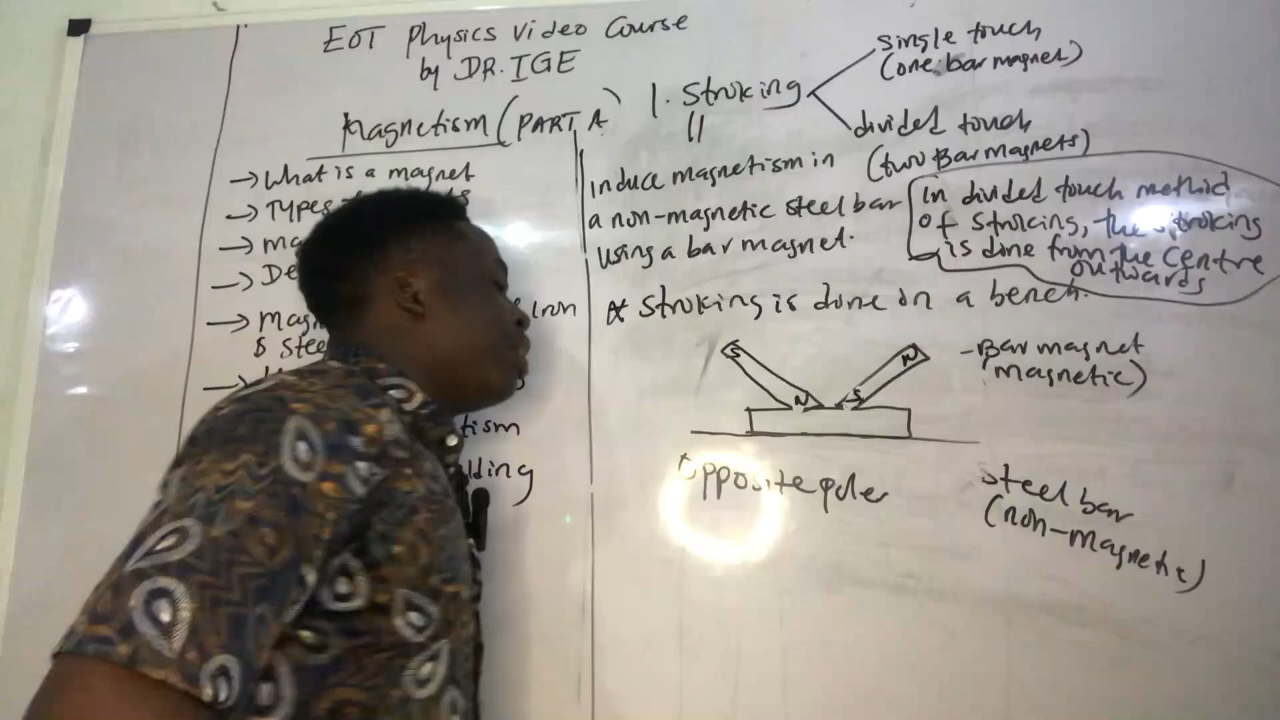 EOT Physics Video Course
by DR. IGE
Magnetism (PART A)
→ What is a magnet
→ Types
→ ma
→ De
→ Mag
Iron
& Stee
→
tism
lding
1. Stroking
single touch
(one bar magnet)
divided touch
(two Bar magnets)
Induce magnetism in
a non-magnetic steel bar
using a bar magnet.
In divided touch method
of stroking, the stroking
is done from the centre
outwards
* Stroking is done on a bench.
S N S N
- Bar magnet
(magnetic)
opposite pole
steel bar
(non-magnetic)